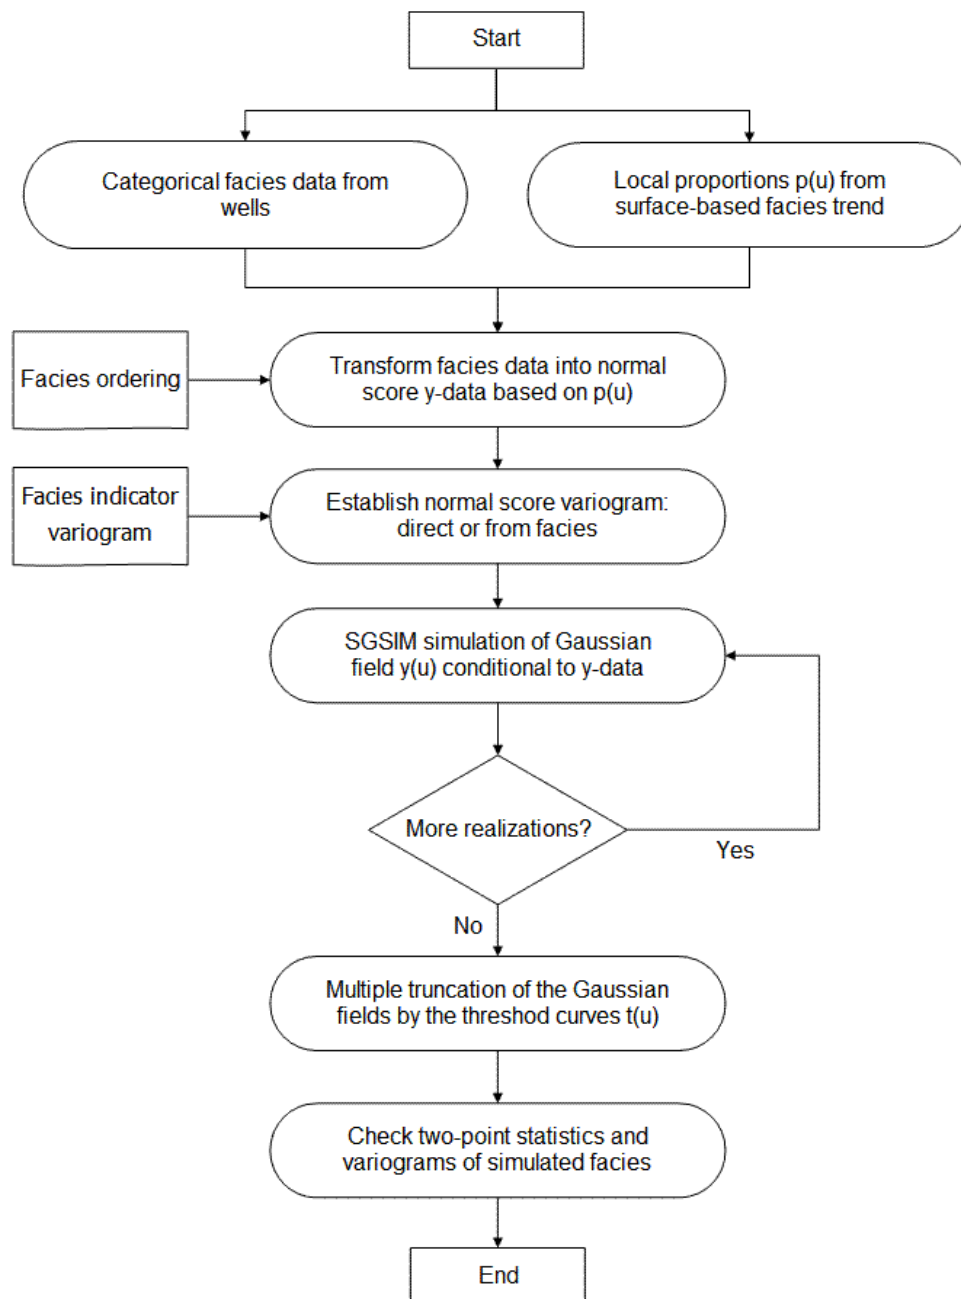 Start
Categorical facies data from
wells
Local proportions p(u) from
surface-based facies trend
Facies ordering
Transform facies data into normal
score y-data based on p(u)
Facies indicator
variogram
Establish normal score variogram:
direct or from facies
SGSIM simulation of Gaussian
field y(u) conditional to y-data
More realizations?
Yes
No
Multiple truncation of the Gaussian
fields by the threshod curves t(u)
Check two-point statistics and
variograms of simulated facies
End